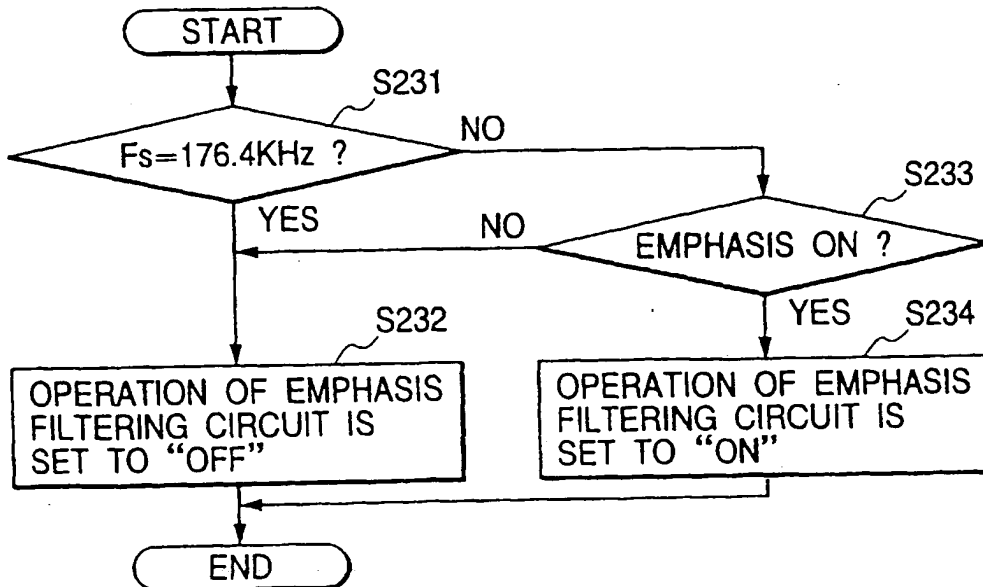 START
S231
Fs=176.4KHz ?
NO
YES
S233
EMPHASIS ON ?
NO
YES
S232
OPERATION OF EMPHASIS
FILTERING CIRCUIT IS
SET TO “OFF”
S234
OPERATION OF EMPHASIS
FILTERING CIRCUIT IS
SET TO “ON”
END